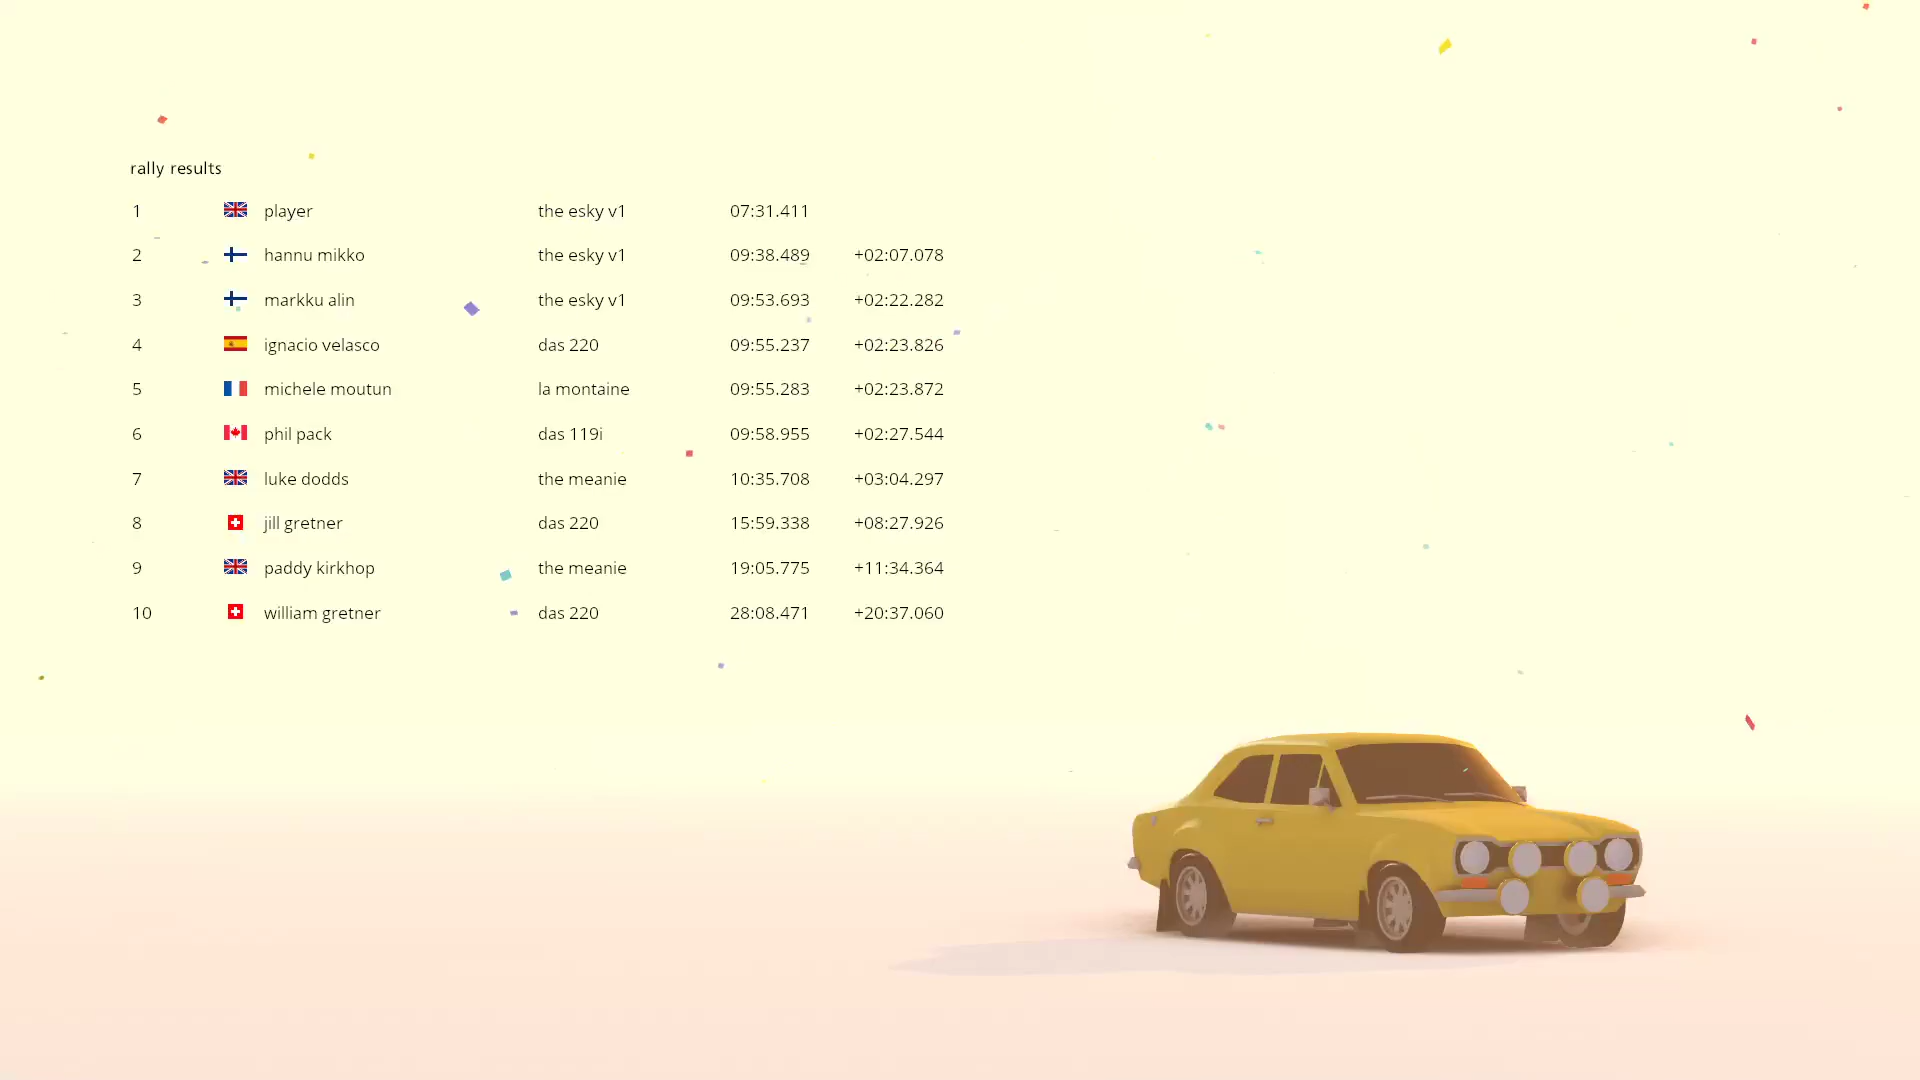 rally results
1 player the esky v1 07:31.411
2 hannu mikko the esky v1 09:38.489 +02:07.078
3 markku alin the esky v1 09:53.693 +02:22.282
4 ignacio velasco das 220 09:55.237 +02:23.826
5 michele moutun la montaine 09:55.283 +02:23.872
6 phil pack das 119i 09:58.955 +02:27.544
7 luke dodds the meanie 10:35.708 +03:04.297
8 jill gretner das 220 15:59.338 +08:27.926
9 paddy kirkhop the meanie 19:05.775 +11:34.364
10 william gretner das 220 28:08.471 +20:37.060